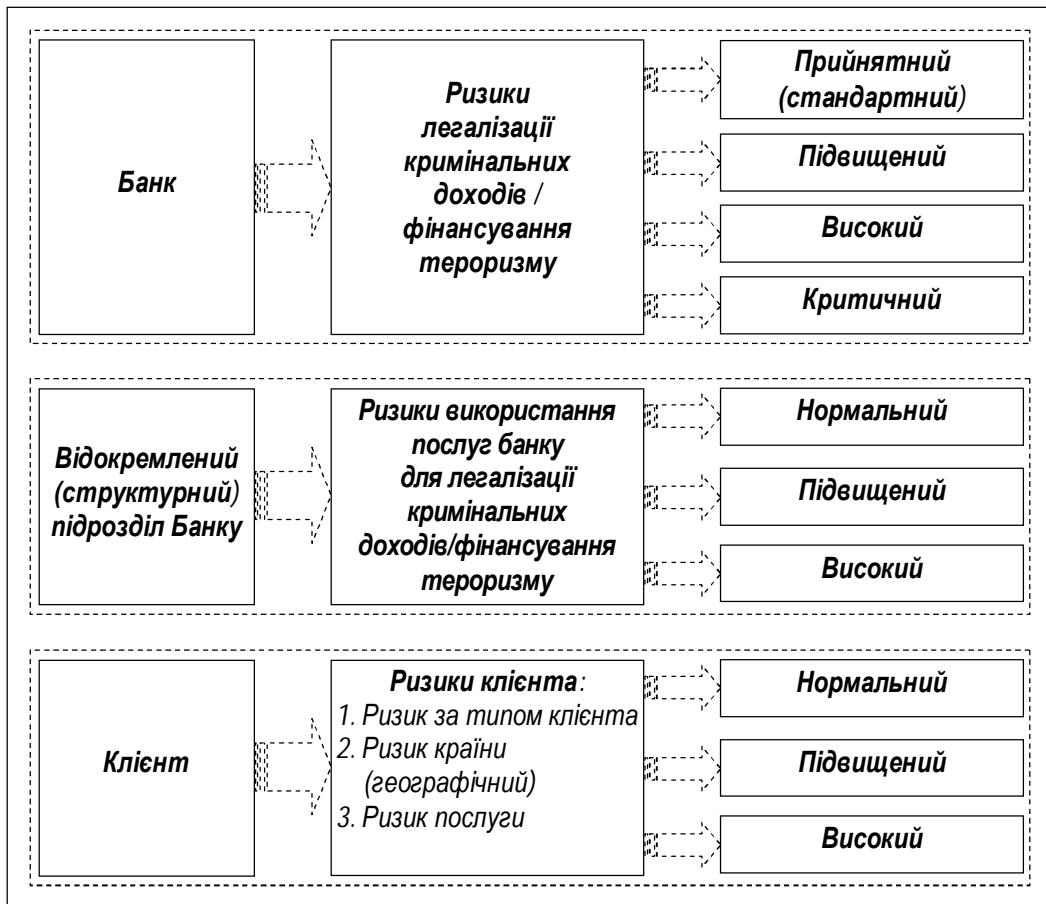 Банк
Ризики
легалізації
кримінальних
доходів /
фінансування
тероризму
Прийнятний
(стандартний)
Підвищений
Високий
Критичний
Відокремлений
(структурний)
підрозділ Банку
Ризики використання
послуг банку
для легалізації
кримінальних
доходів/фінансування
тероризму
Нормальний
Підвищений
Високий
Клієнт
Ризики клієнта:
1. Ризик за типом клієнта
2. Ризик країни
(географічний)
3. Ризик послуги
Нормальний
Підвищений
Високий